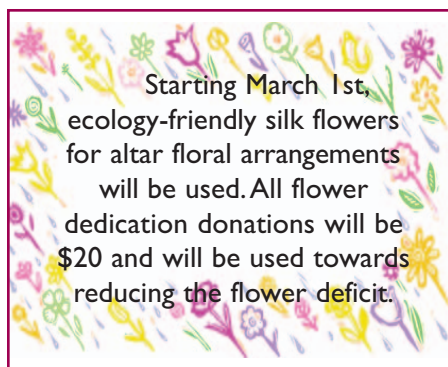 Starting March 1st,
ecology-friendly silk flowers
for altar floral arrangements
will be used. All flower
dedication donations will be
$20 and will be used towards
reducing the flower deficit.